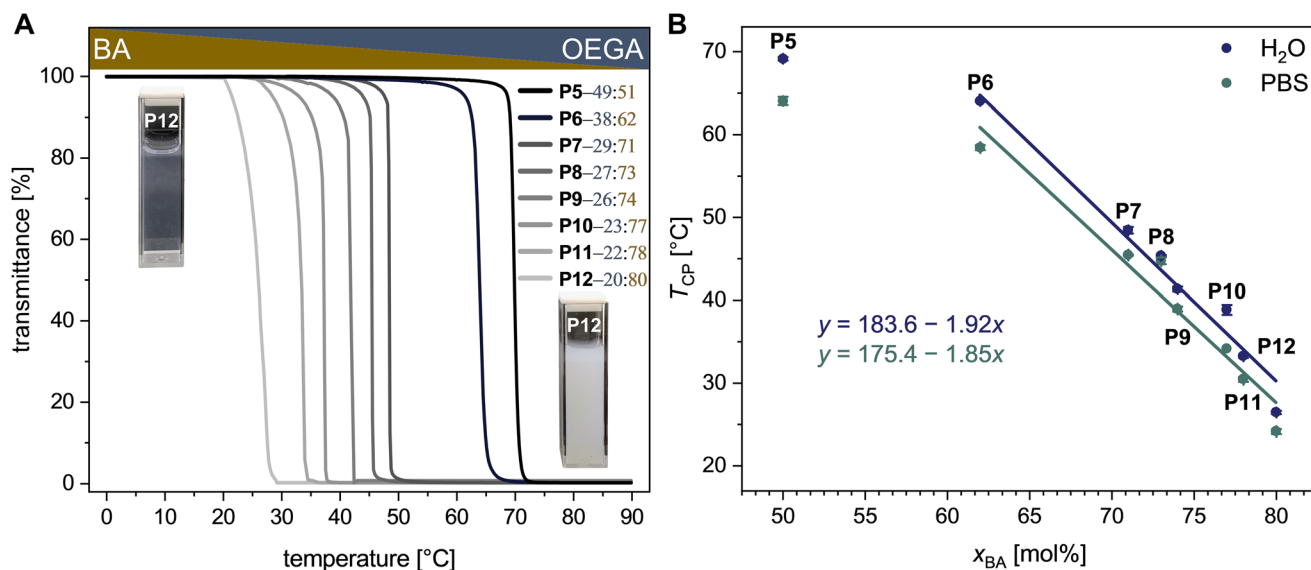 A
BA
OEGA
transmittance [%]
100
80
60
40
20
0
P12
P5–49:51
P6–38:62
P7–29:71
P8–27:73
P9–26:74
P10–23:77
P11–22:78
P12–20:80
P12
0 10 20 30 40 50 60 70 80 90
temperature [°C]
B
H₂O
PBS
T_CP [°C]
70
60
50
40
30
20
P5
P6
P7
P8
P10
P9
P12
P11
y = 183.6 − 1.92x
y = 175.4 − 1.85x
50 55 60 65 70 75 80
x_BA [mol%]